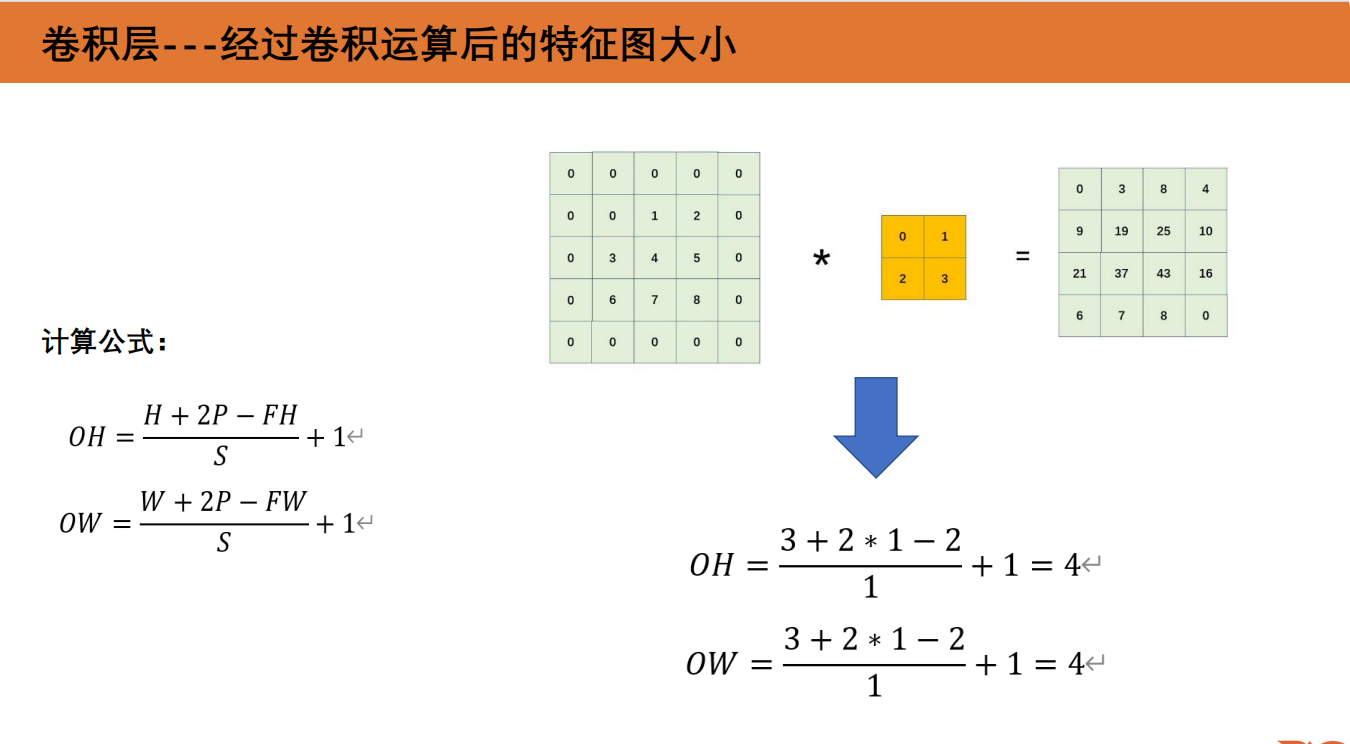 卷积层---经过卷积运算后的特征图大小
0 0 0 0 0
0 0 1 2 0
0 3 4 5 0
0 6 7 8 0
0 0 0 0 0
*
0 1
2 3
=
0 3 8 4
9 19 25 10
21 37 43 16
6 7 8 0
计算公式：
OH = \frac{H + 2P − FH}{S} + 1↵
OW = \frac{W + 2P − FW}{S} + 1↵
OH = \frac{3 + 2 ∗ 1 − 2}{1} + 1 = 4↵
OW = \frac{3 + 2 ∗ 1 − 2}{1} + 1 = 4↵